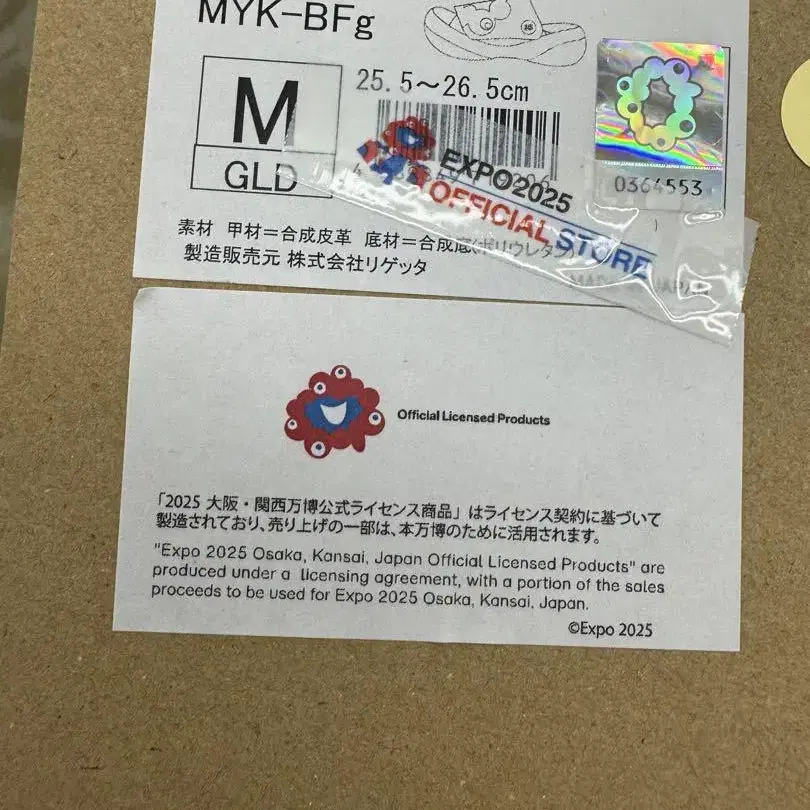 MYK-BFg
M
GLD
25.5～26.5cm
EXPO2025
OFFICIAL STORE
0364553
素材 甲材=合成皮革 底材=合成底(ポリウレタン)
製造販売元 株式会社リゲッタ
MADE JAPAN
Official Licensed Products
「2025 大阪・関西万博公式ライセンス商品」はライセンス契約に基づいて
製造されており、売り上げの一部は、本万博のために活用されます。
"Expo 2025 Osaka, Kansai, Japan Official Licensed Products" are
produced under a licensing agreement, with a portion of the sales
proceeds to be used for Expo 2025 Osaka, Kansai, Japan.
©Expo 2025